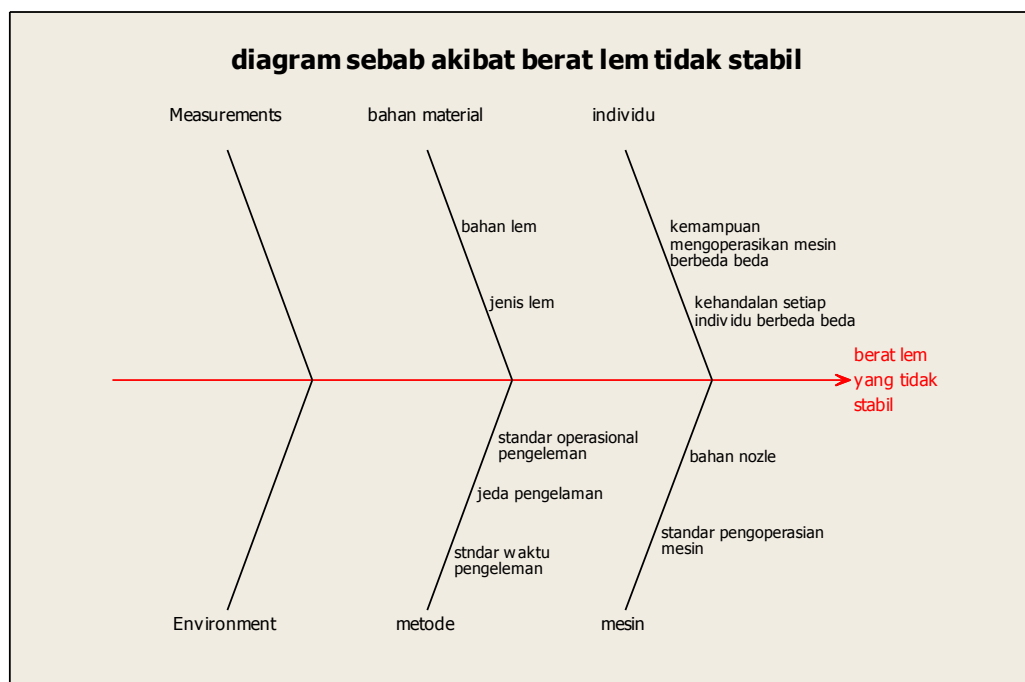 diagram sebab akibat berat lem tidak stabil
Measurements
bahan material
individu
bahan lem
jenis lem
kemampuan
mengoperasikan mesin
berbeda beda
kehandalan setiap
individu berbeda beda
berat lem
yang tidak
stabil
standar operasional
pengeleman
jeda pengelaman
stndar waktu
pengeleman
bahan nozle
standar pengoperasian
mesin
Environment
metode
mesin